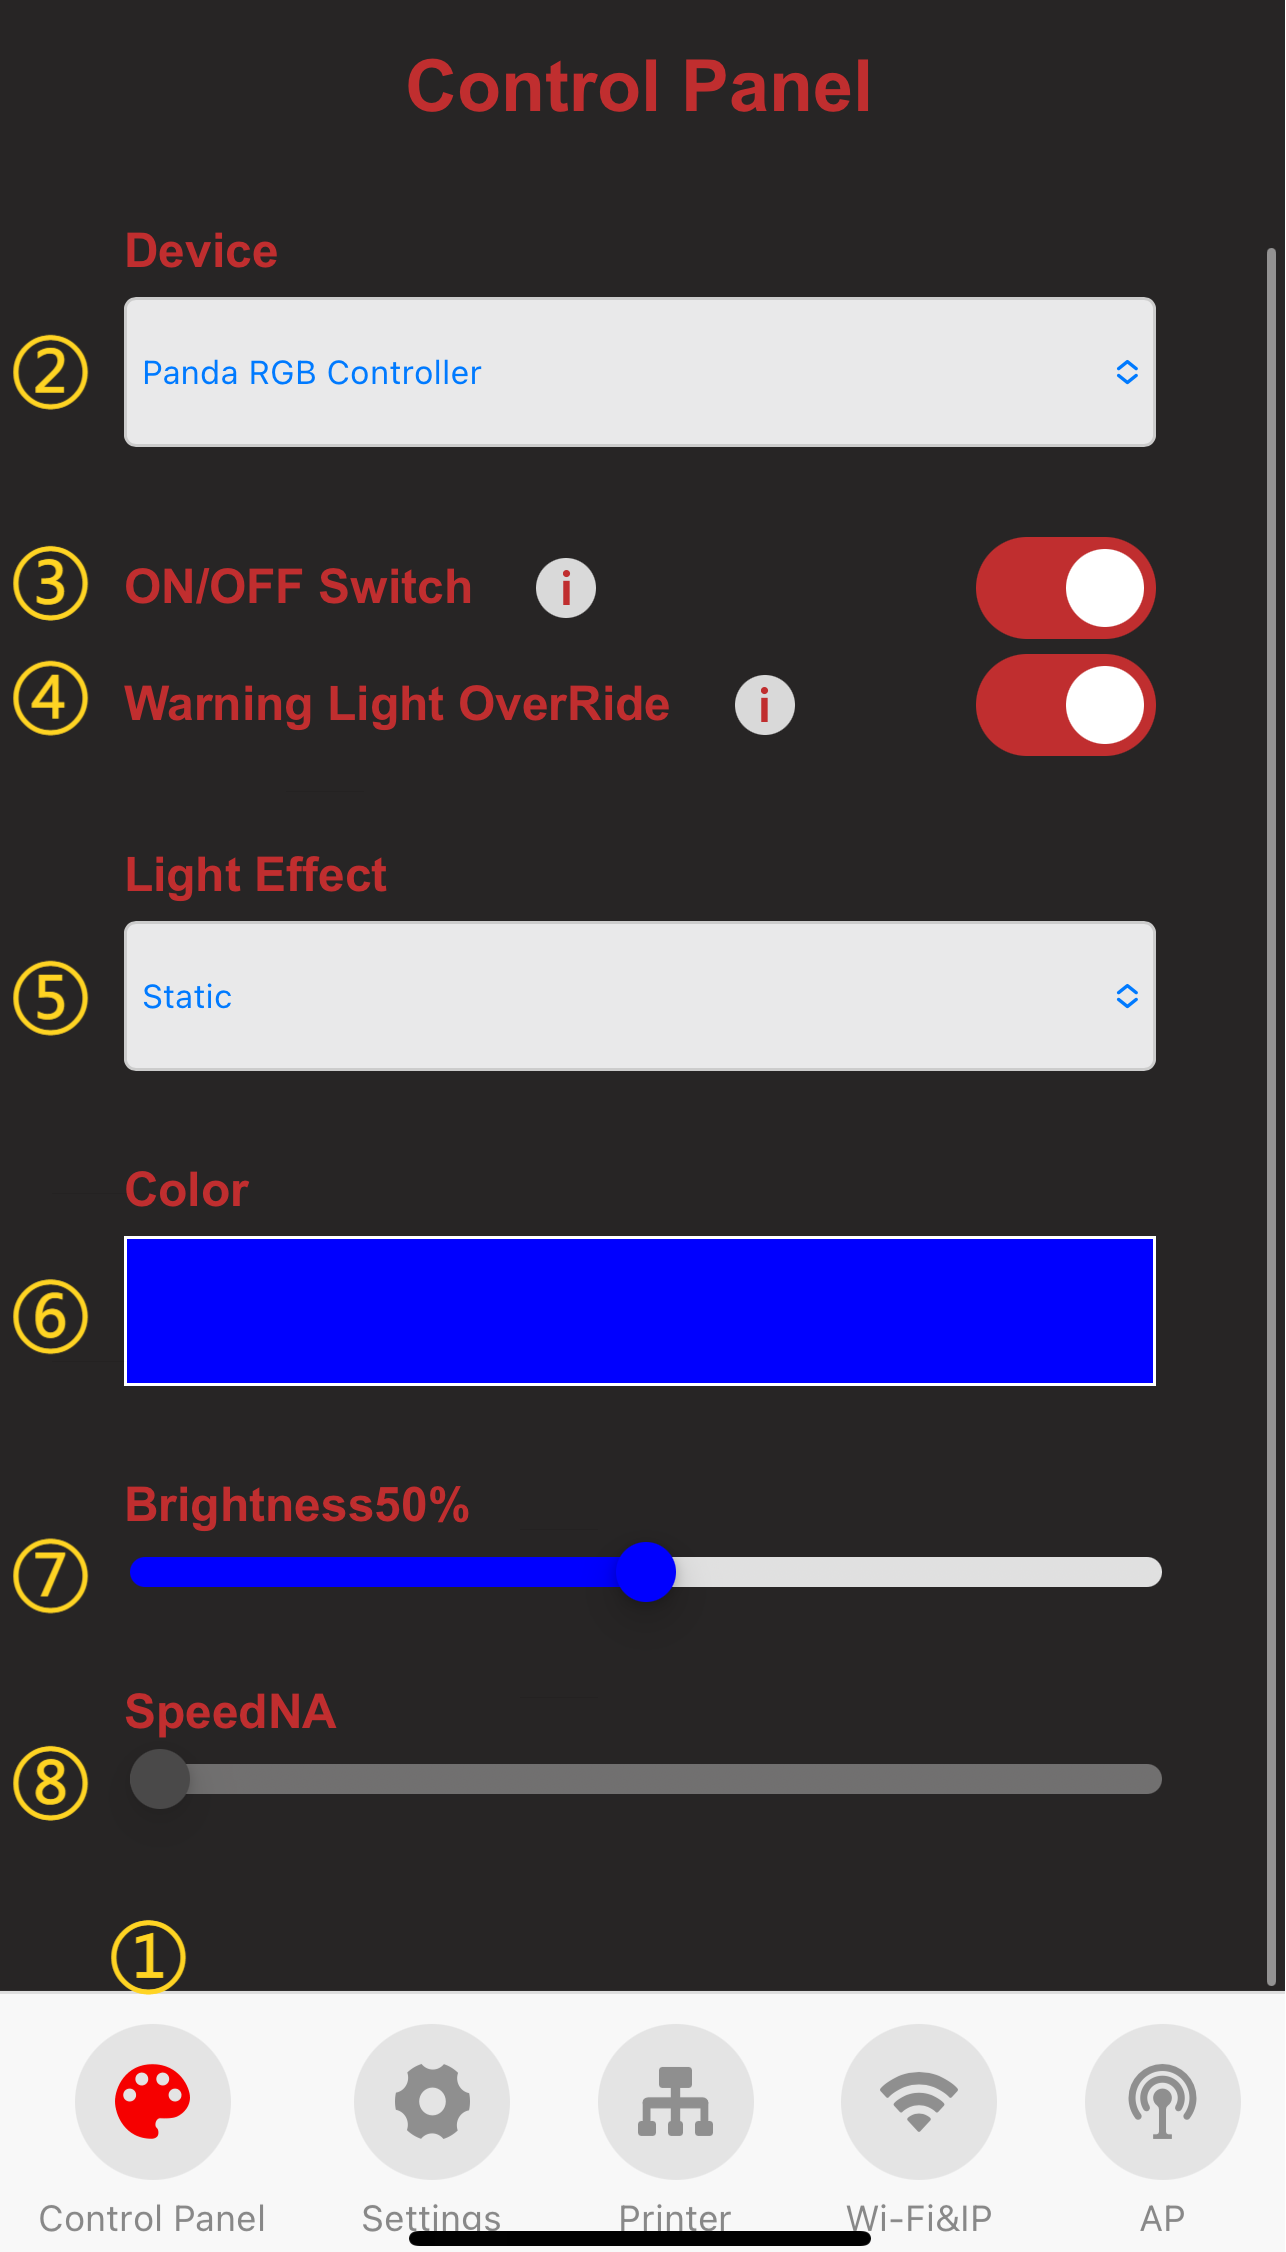 Control Panel
Device
② Panda RGB Controller
③ ON/OFF Switch i
④ Warning Light OverRide i
Light Effect
⑤ Static
Color
⑥
Brightness50%
⑦
SpeedNA
⑧
①
Control Panel Settings Printer Wi-Fi&IP AP